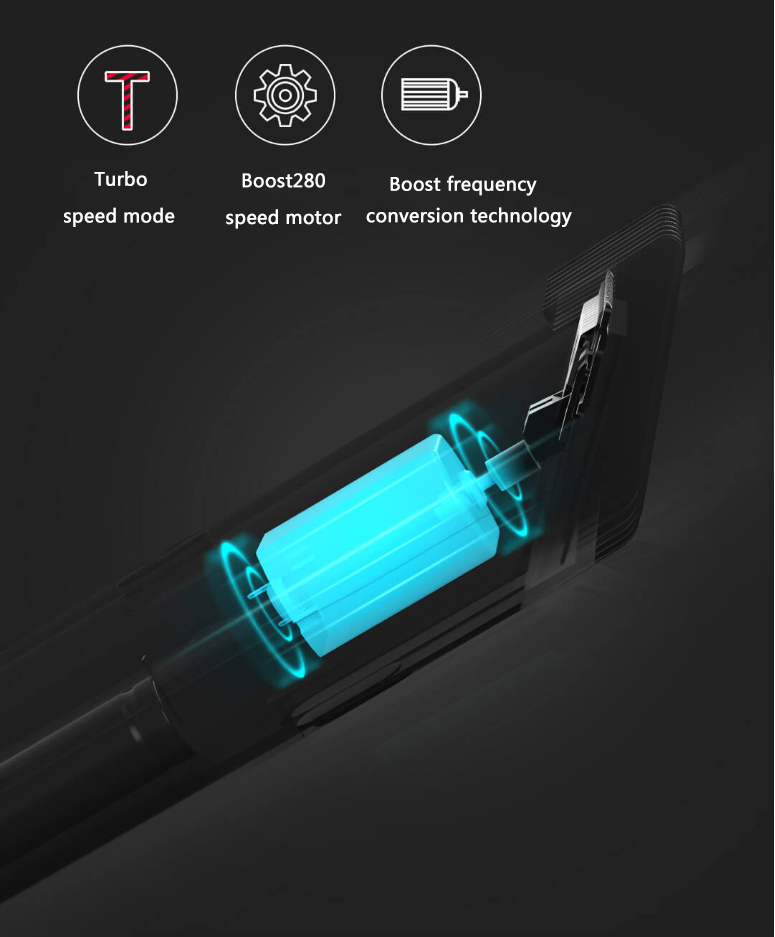 T
Turbo
speed mode
Boost280
speed motor
Boost frequency
conversion technology